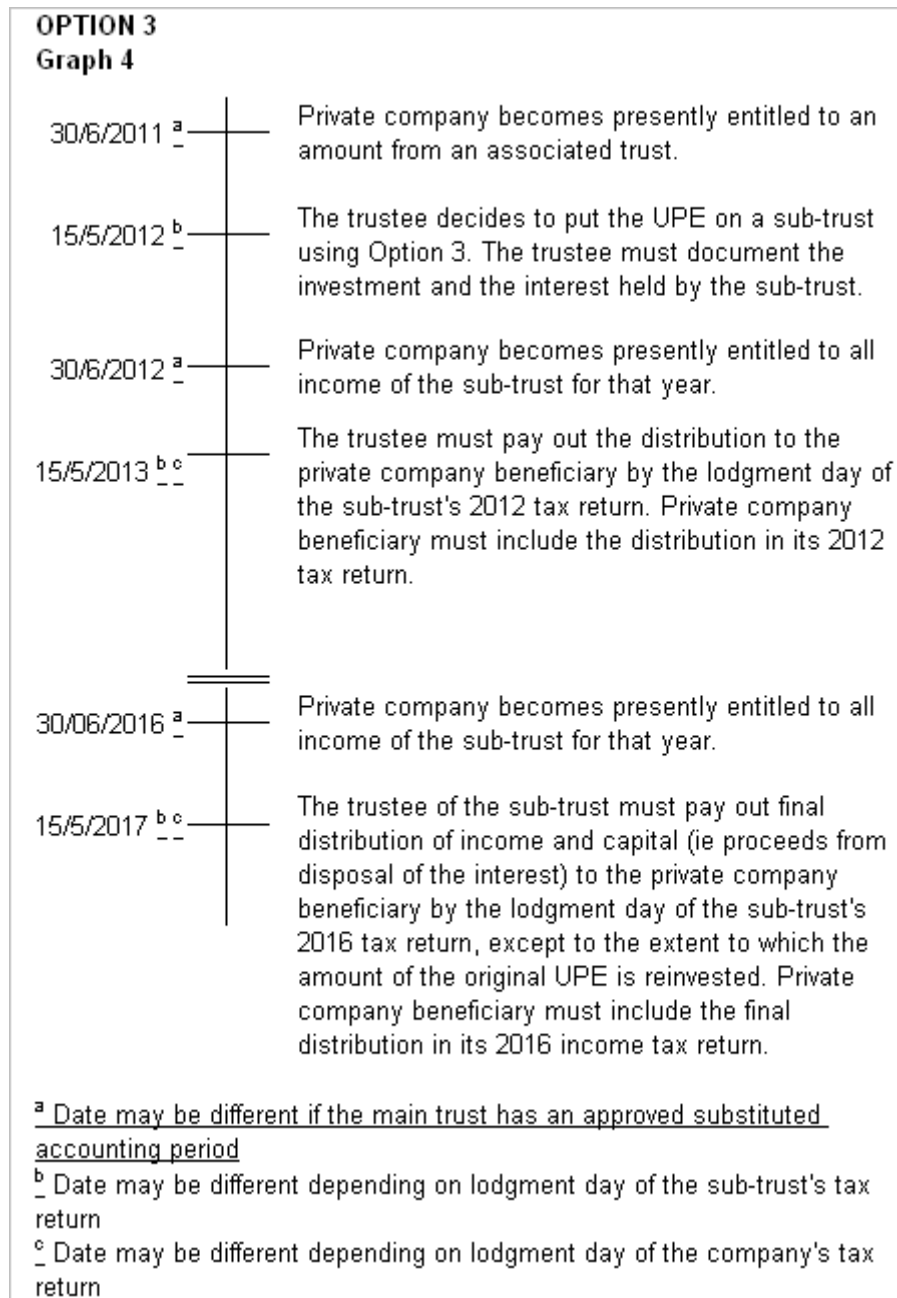 OPTION 3
Graph 4
30/6/2011 a
Private company becomes presently entitled to an
amount from an associated trust.
15/5/2012 b
The trustee decides to put the UPE on a sub-trust
using Option 3. The trustee must document the
investment and the interest held by the sub-trust.
30/6/2012 a
Private company becomes presently entitled to all
income of the sub-trust for that year.
15/5/2013 b c
The trustee must pay out the distribution to the
private company beneficiary by the lodgment day of
the sub-trust's 2012 tax return. Private company
beneficiary must include the distribution in its 2012
tax return.
30/06/2016 a
Private company becomes presently entitled to all
income of the sub-trust for that year.
15/5/2017 b c
The trustee of the sub-trust must pay out final
distribution of income and capital (ie proceeds from
disposal of the interest) to the private company
beneficiary by the lodgment day of the sub-trust's
2016 tax return, except to the extent to which the
amount of the original UPE is reinvested. Private
company beneficiary must include the final
distribution in its 2016 income tax return.
a Date may be different if the main trust has an approved substituted
accounting period
b Date may be different depending on lodgment day of the sub-trust's tax
return
c Date may be different depending on lodgment day of the company's tax
return